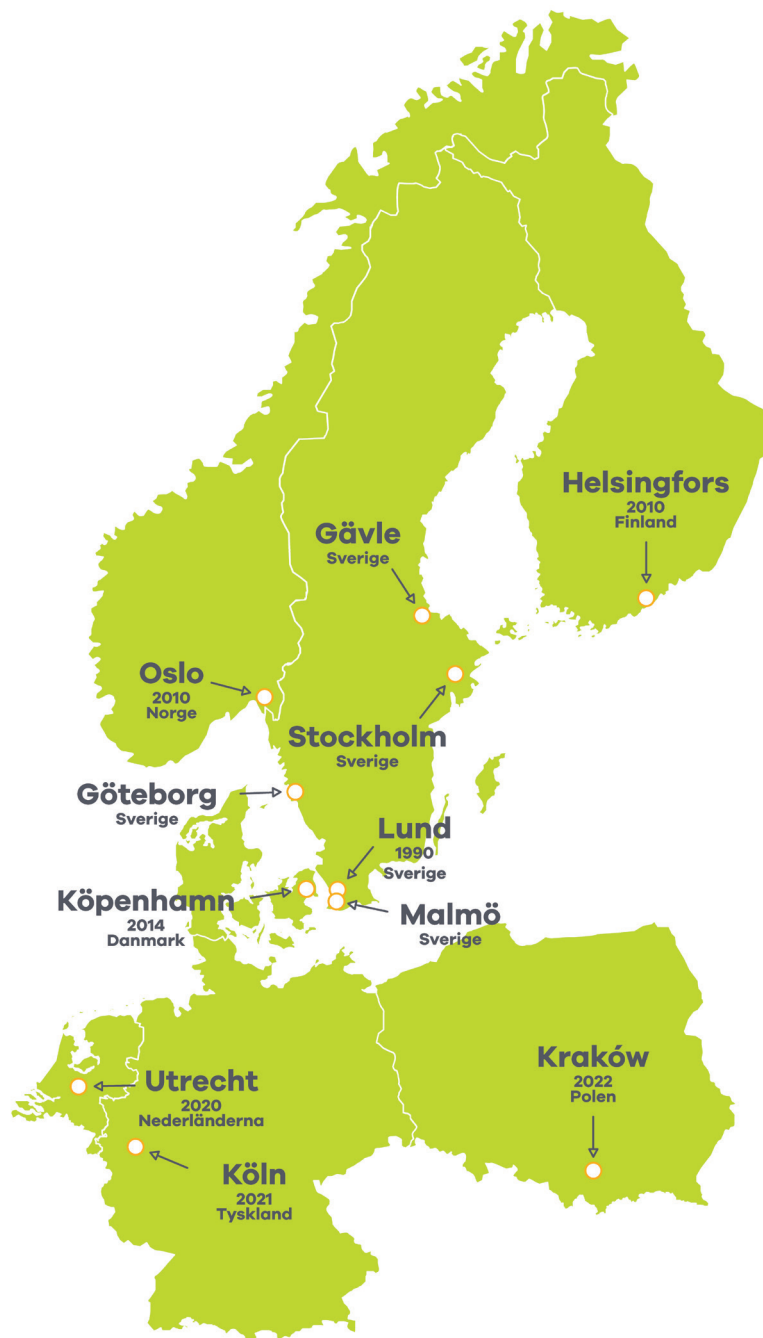 Helsingfors
2010
Finland
Gävle
Sverige
Oslo
2010
Norge
Stockholm
Sverige
Göteborg
Sverige
Lund
1990
Sverige
Köpenhamn
2014
Danmark
Malmö
Sverige
Kraków
2022
Polen
Utrecht
2020
Nederländerna
Köln
2021
Tyskland